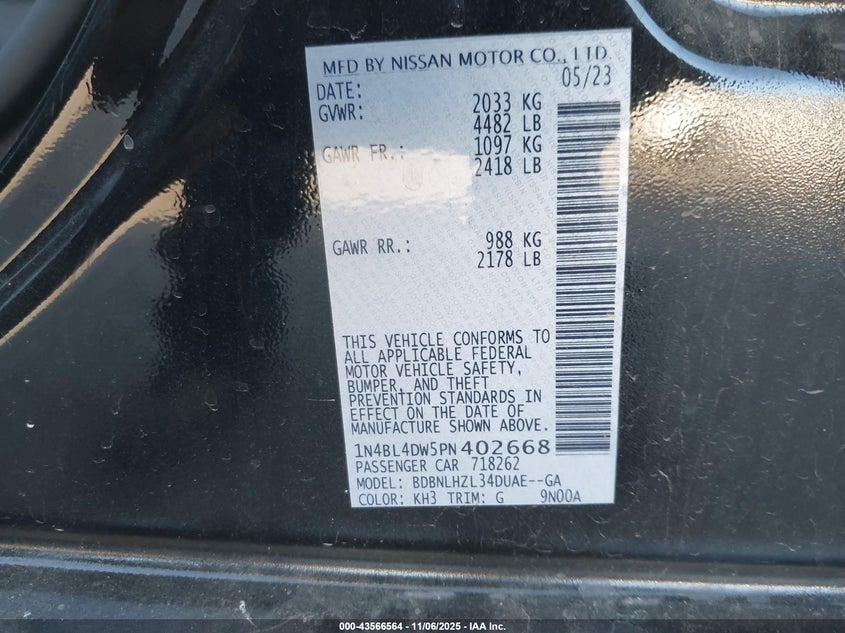 MFD BY NISSAN MOTOR CO., LTD.
DATE: 05/23
GVWR: 2033 KG
4482 LB
GAWR FR.: 1097 KG
2418 LB
GAWR RR.: 988 KG
2178 LB
THIS VEHICLE CONFORMS TO
ALL APPLICABLE FEDERAL
MOTOR VEHICLE SAFETY,
BUMPER, AND THEFT
PREVENTION STANDARDS IN
EFFECT ON THE DATE OF
MANUFACTURE SHOWN ABOVE.
1N4BL4DW5PN402668
PASSENGER CAR 718262
MODEL: BDBNLHZL34DUAE--GA
COLOR: KH3 TRIM: G 9N00A
000-43566564 - 11/06/2025 - IAA Inc.